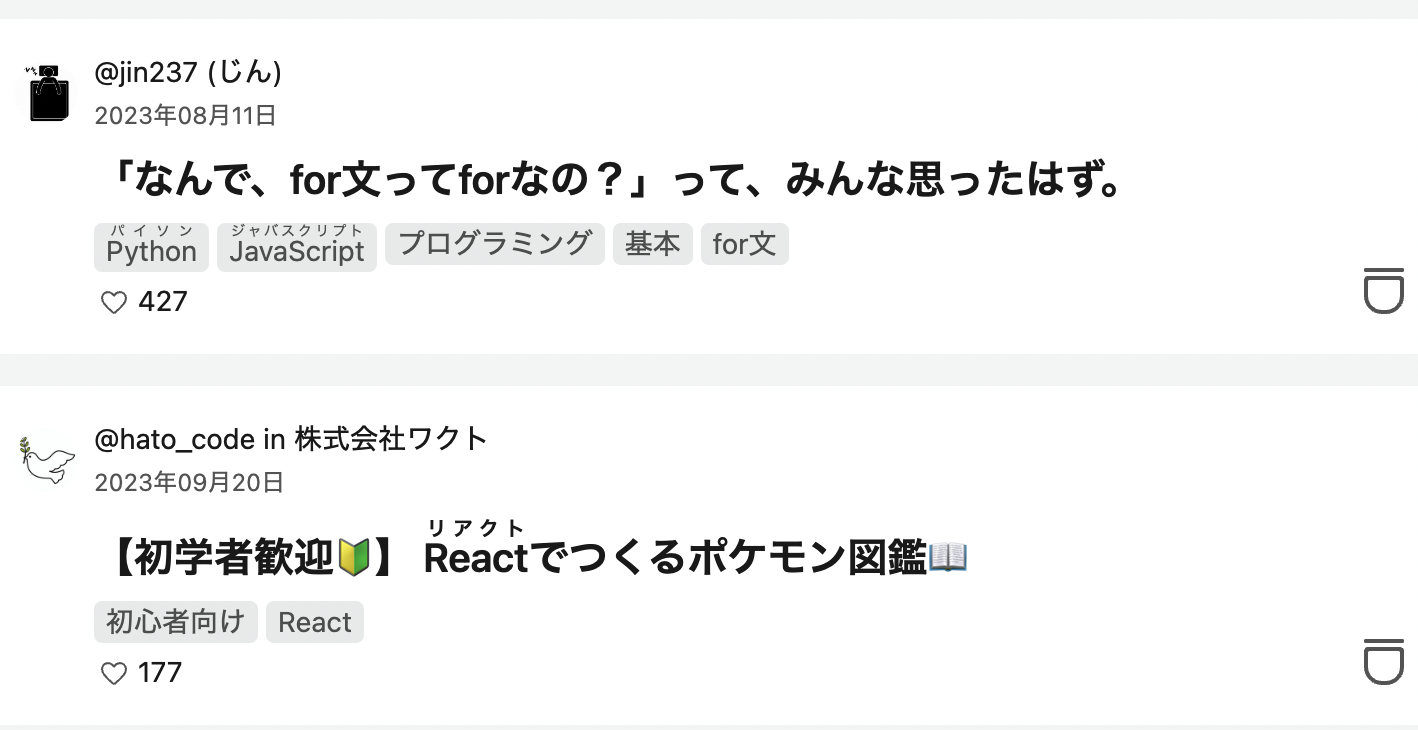 @jin237 (じん)
2023年08月11日
「なんで、for文ってforなの？」って、みんな思ったはず。
パイソン ジャバスクリプト
Python JavaScript プログラミング 基本 for文
427
@hato_code in 株式会社ワクト
2023年09月20日
リアクト
【初学者歓迎🔰】 Reactでつくるポケモン図鑑📖
初心者向け React
177